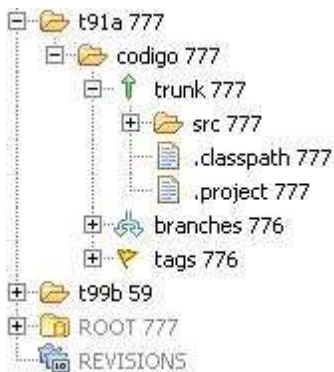 t91a 777
codigo 777
trunk 777
src 777
.classpath 777
.project 777
branches 776
tags 776
t99b 59
ROOT 777
REVISIONS